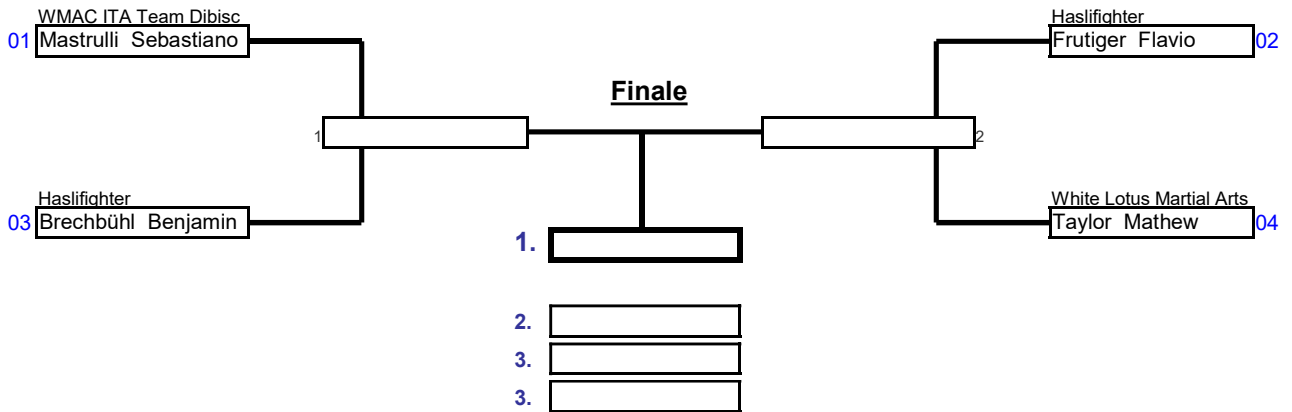 WMAC ITA Team Dibisc
01 Mastrulli Sebastiano
Haslifighter
Frutiger Flavio 02
Finale
1
2
Haslifighter
03 Brechbühl Benjamin
White Lotus Martial Arts
Taylor Mathew 04
1.
2.
3.
3.